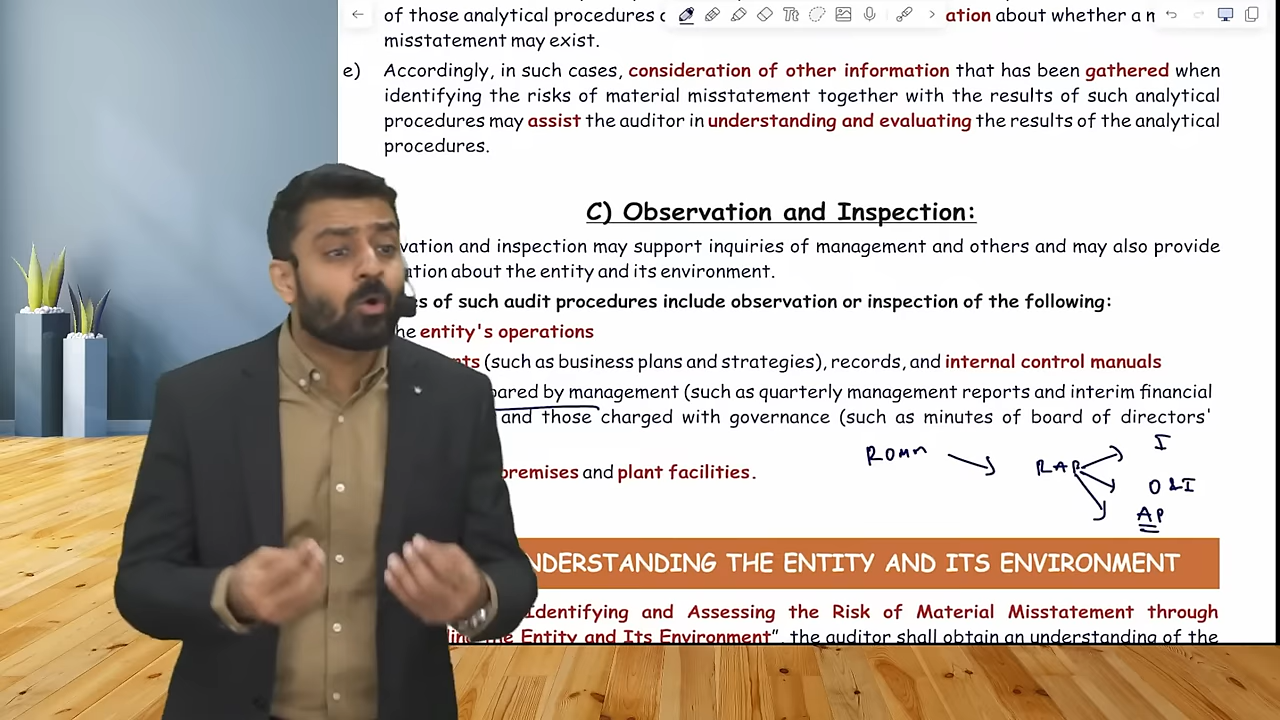 of those analytical procedures
ation about whether a m
misstatement may exist.
e) Accordingly, in such cases, consideration of other information that has been gathered when
identifying the risks of material misstatement together with the results of such analytical
procedures may assist the auditor in understanding and evaluating the results of the analytical
procedures.
C) Observation and Inspection:
vation and inspection may support inquiries of management and others and may also provide
ation about the entity and its environment.
es of such audit procedures include observation or inspection of the following:
he entity's operations
nts (such as business plans and strategies), records, and internal control manuals
pared by management (such as quarterly management reports and interim financial
and those charged with governance (such as minutes of board of directors'
premises and plant facilities.
ROMM
RAP
I
O & I
AP
NDERSTANDING THE ENTITY AND ITS ENVIRONMENT
Identifying and Assessing the Risk of Material Misstatement through
the Entity and Its Environment", the auditor shall obtain an understanding of the